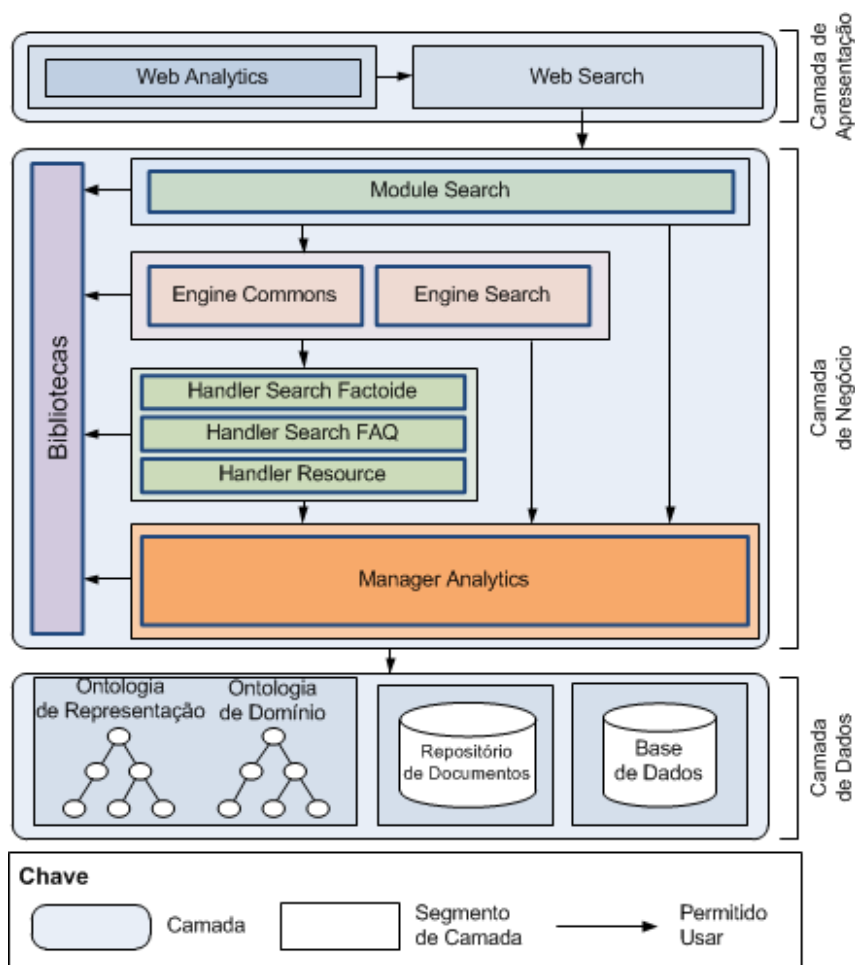 Web Analytics
Web Search
Camada de
Apresentação
Module Search
Engine Commons
Engine Search
Handler Search Factoide
Handler Search FAQ
Handler Resource
Manager Analytics
Bibliotecas
Camada
de Negócio
Ontologia
de Representação
Ontologia
de Domínio
Repositório
de Documentos
Base
de Dados
Camada
de Dados
Chave
Camada
Segmento
de Camada
Permitido
Usar